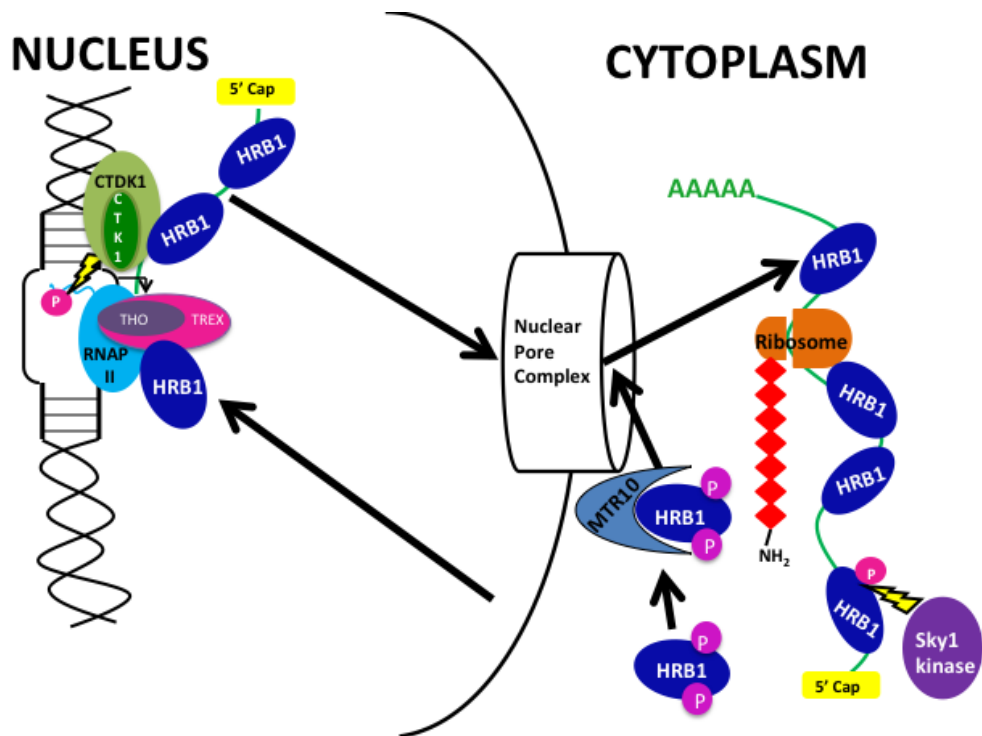 NUCLEUS
CYTOPLASM
5' Cap
HRB1
CTDK1
C
T
K
1
HRB1
P
THO
TREX
RNAP
II
HRB1
Nuclear
Pore
Complex
AAAAA
HRB1
Ribosome
HRB1
HRB1
NH2
MTR10
HRB1
P
P
HRB1
P
P
P
HRB1
Sky1
kinase
5' Cap